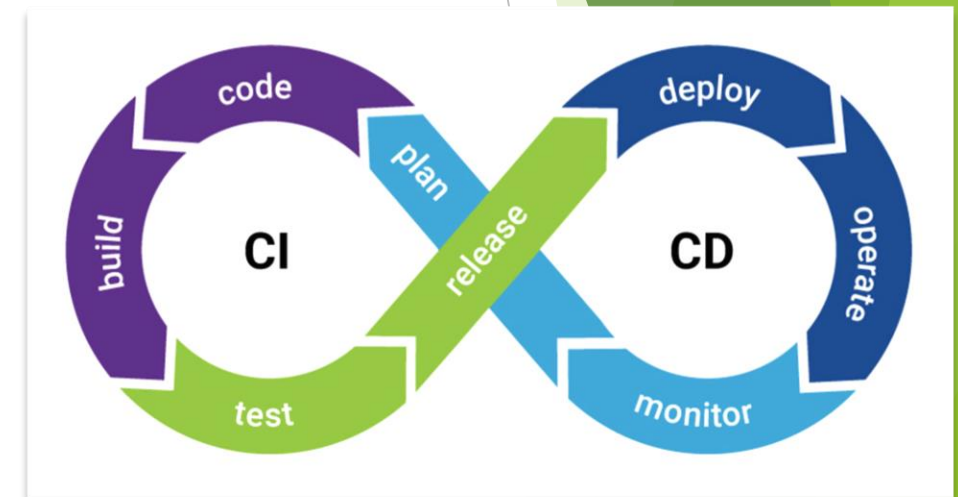 code
deploy
plan
build
CI
release
CD
operate
test
monitor